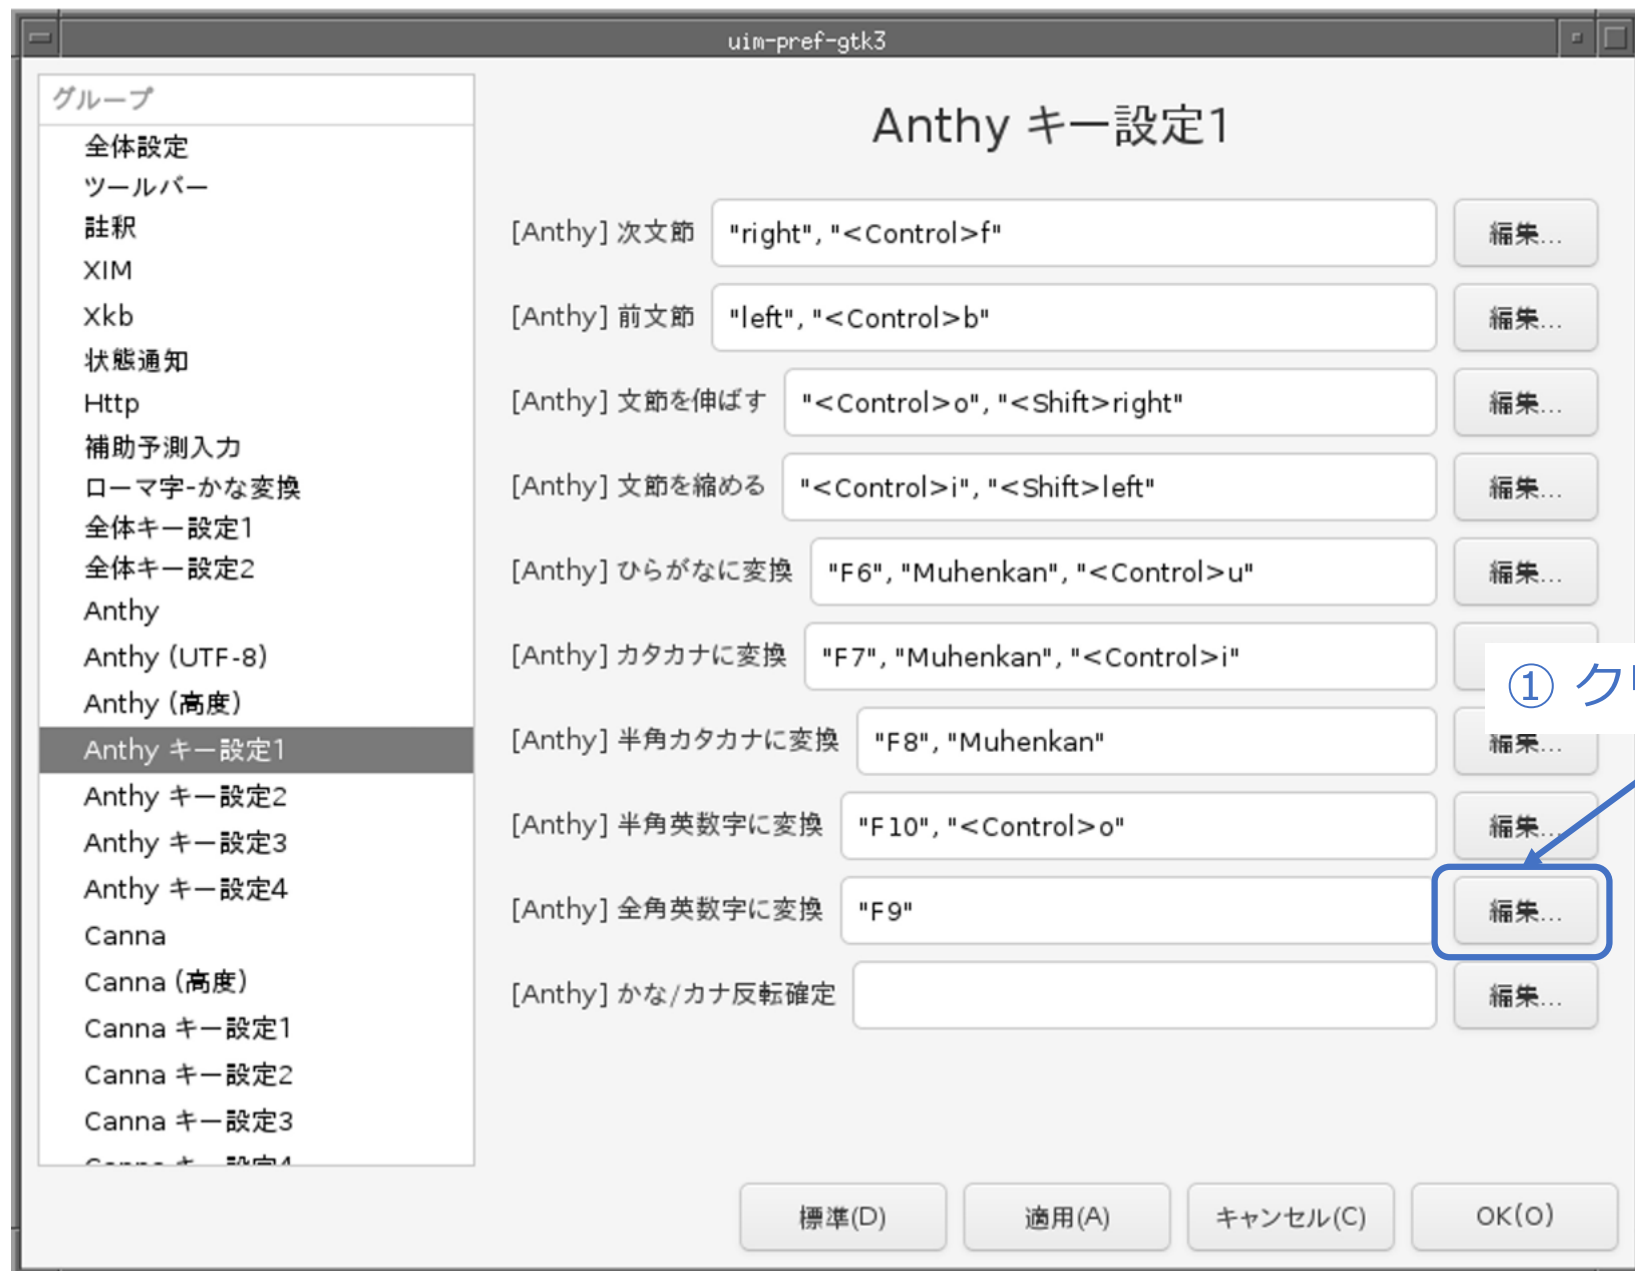 uim-pref-gtk3
グループ
全体設定
ツールバー
註釈
XIM
Xkb
状態通知
Http
補助予測入力
ローマ字-かな変換
全体キー設定1
全体キー設定2
Anthy
Anthy (UTF-8)
Anthy (高度)
Anthy キー設定1
Anthy キー設定2
Anthy キー設定3
Anthy キー設定4
Canna
Canna (高度)
Canna キー設定1
Canna キー設定2
Canna キー設定3
Anthy キー設定1
[Anthy] 次文節 "right", "<Control>f" 編集...
[Anthy] 前文節 "left", "<Control>b" 編集...
[Anthy] 文節を伸ばす "<Control>o", "<Shift>right" 編集...
[Anthy] 文節を縮める "<Control>i", "<Shift>left" 編集...
[Anthy] ひらがなに変換 "F6", "Muhenkan", "<Control>u" 編集...
[Anthy] カタカナに変換 "F7", "Muhenkan", "<Control>i"
① ク
[Anthy] 半角カタカナに変換 "F8", "Muhenkan" 編集...
[Anthy] 半角英数字に変換 "F10", "<Control>o" 編集...
[Anthy] 全角英数字に変換 "F9" 編集...
[Anthy] かな/カナ反転確定 編集...
標準(D) 適用(A) キャンセル(C) OK(O)